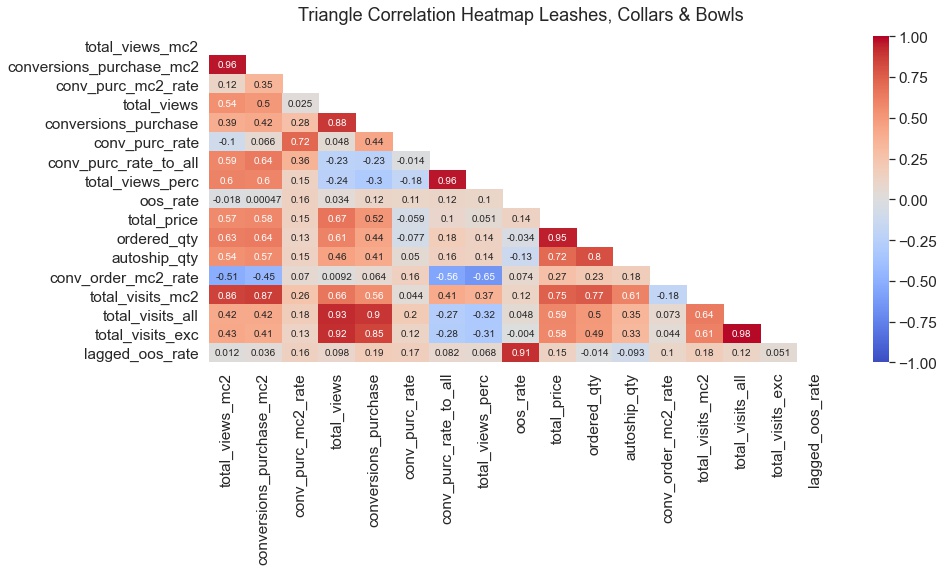 Triangle Correlation Heatmap Leashes, Collars & Bowls
total_views_mc2
conversions_purchase_mc2 0.96
conv_purc_mc2_rate 0.12 0.35
total_views 0.54 0.5 0.025
conversions_purchase 0.39 0.42 0.28 0.88
conv_purc_rate -0.1 0.066 0.72 0.048 0.44
conv_purc_rate_to_all 0.59 0.64 0.36 -0.23 -0.23 -0.014
total_views_perc 0.6 0.6 0.15 -0.24 -0.3 -0.18 0.96
oos_rate -0.018 0.00047 0.16 0.034 0.12 0.11 0.12 0.1
total_price 0.57 0.58 0.15 0.67 0.52 -0.059 0.1 0.051 0.14
ordered_qty 0.63 0.64 0.13 0.61 0.44 -0.077 0.18 0.14 -0.034 0.95
autoship_qty 0.54 0.57 0.15 0.46 0.41 0.05 0.16 0.14 -0.13 0.72 0.8
conv_order_mc2_rate -0.51 -0.45 0.07 0.0092 0.064 0.16 -0.56 -0.65 0.074 0.27 0.23 0.18
total_visits_mc2 0.86 0.87 0.26 0.66 0.56 0.044 0.41 0.37 0.12 0.75 0.77 0.61 -0.18
total_visits_all 0.42 0.42 0.18 0.93 0.9 0.2 -0.27 -0.32 0.048 0.59 0.5 0.35 0.073 0.64
total_visits_exc 0.43 0.41 0.13 0.92 0.85 0.12 -0.28 -0.31 -0.004 0.58 0.49 0.33 0.044 0.61 0.98
lagged_oos_rate 0.012 0.036 0.16 0.098 0.19 0.17 0.082 0.068 0.91 0.15 -0.014 -0.093 0.1 0.18 0.12 0.051
total_views_mc2
conversions_purchase_mc2
conv_purc_mc2_rate
total_views
conversions_purchase
conv_purc_rate
conv_purc_rate_to_all
total_views_perc
oos_rate
total_price
ordered_qty
autoship_qty
conv_order_mc2_rate
total_visits_mc2
total_visits_all
total_visits_exc
lagged_oos_rate
1.00
0.75
0.50
0.25
0.00
−0.25
−0.50
−0.75
−1.00